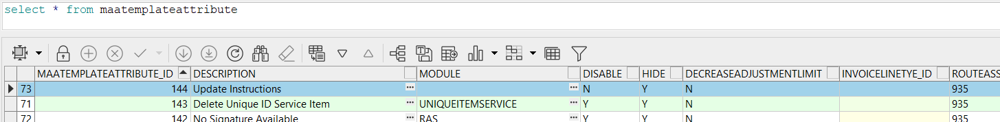 select * from maatemplateattribute
MAATEMPLATEATTRIBUTE_ID DESCRIPTION MODULE DISABLE HIDE DECREASEADJUSTMENTLIMIT INVOICELINETYE_ID ROUTEASS
73 144 Update Instructions ... ... N Y N 935
71 143 Delete Unique ID Service Item ... UNIQUEITEMSERVICE ... Y Y N 935
72 142 No Signature Available ... RAS ... Y Y N 935